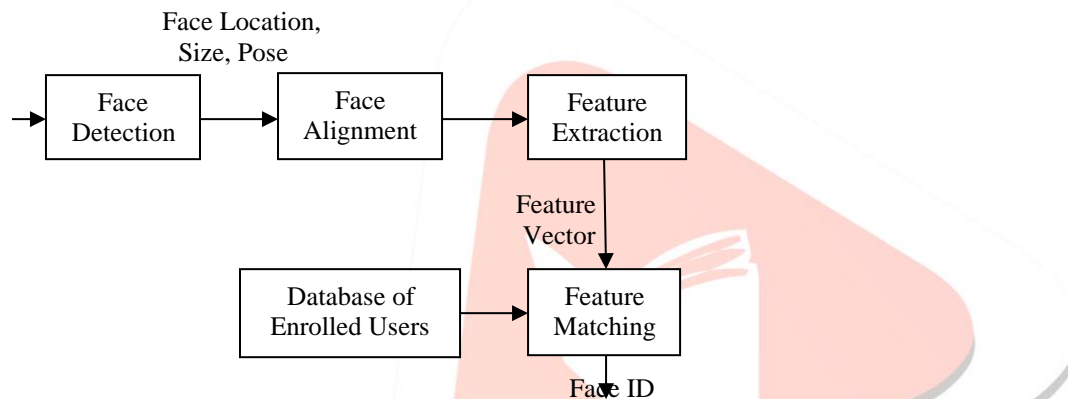 Face Location,
Size, Pose
Face
Detection
Face
Alignment
Feature
Extraction
Feature
Vector
Database of
Enrolled Users
Feature
Matching
Face ID